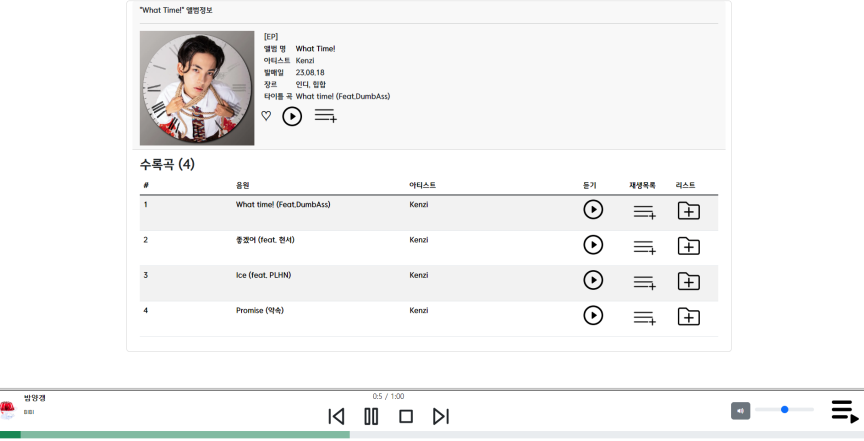 "What Time!" 앨범정보
[EP]
앨범 명 What Time!
아티스트 Kenzi
발매일 23.08.18
장르 인디, 힙합
타이틀 곡 What time! (Feat.DumbAss)
수록곡 (4)
# 음원 아티스트 듣기 재생목록 리스트
1 What time! (Feat.DumbAss) Kenzi
2 좋겠어 (feat. 현서) Kenzi
3 Ice (feat. PLHN) Kenzi
4 Promise (약속) Kenzi
밤양갱
BIBI
0:5 / 1:00